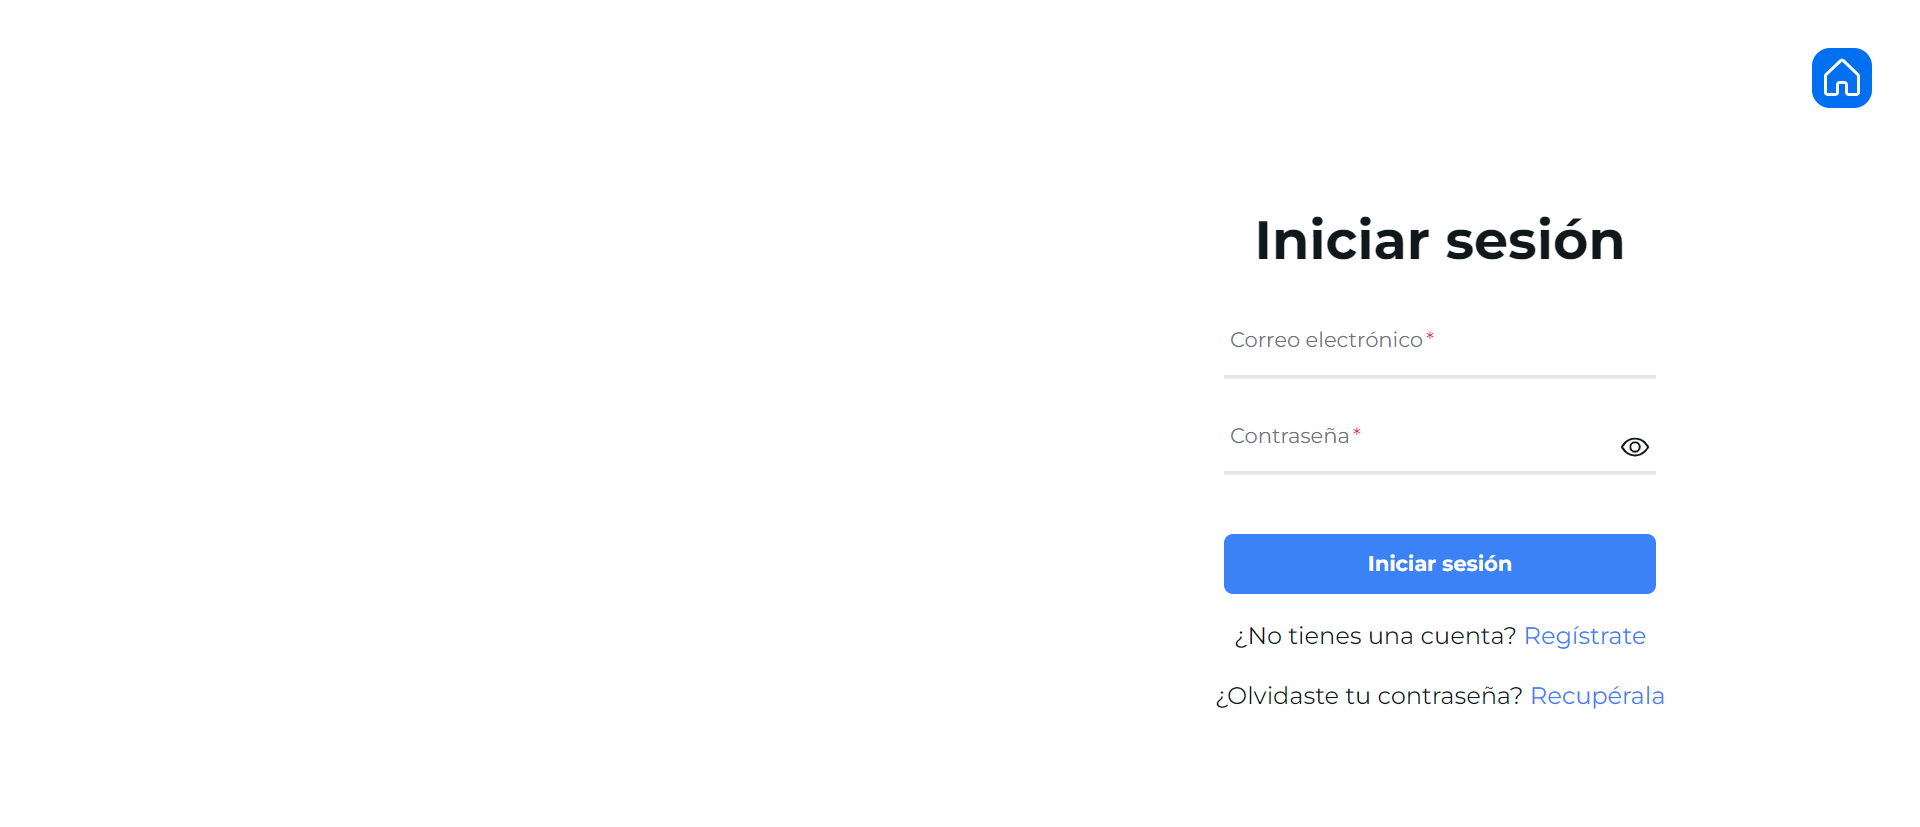 Iniciar sesión
Correo electrónico*
Contraseña*
Iniciar sesión
¿No tienes una cuenta? Regístrate
¿Olvidaste tu contraseña? Recupérala